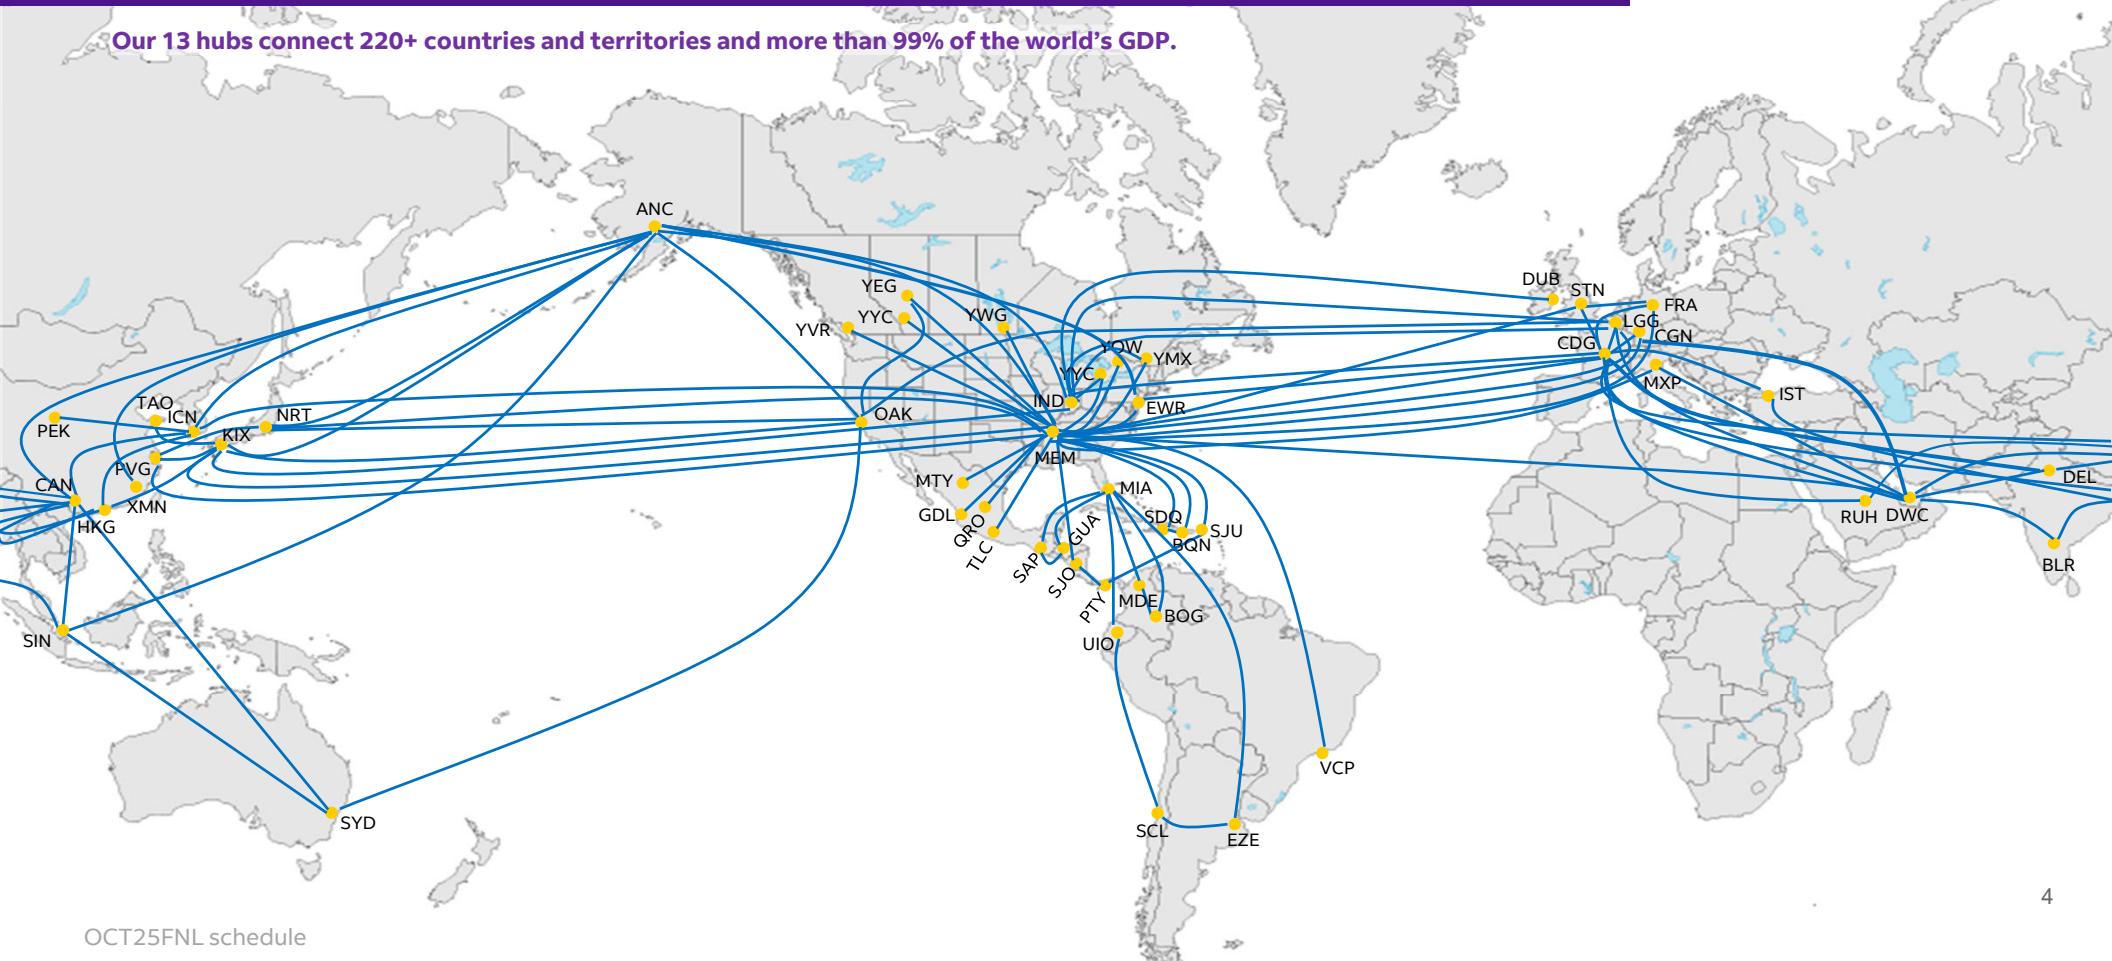 Our 13 hubs connect 220+ countries and territories and more than 99% of the world's GDP.
ANC
YEG
YYC
YVR
YWG
YOW
YMX
YYC
IND
EWR
OAK
MEM
DUB
STN
FRA
LGG
CGN
CDG
MXP
IST
TAO
ICN
NRT
PEK
KIX
PVG
CAN
XMN
HKG
SIN
SYD
MTY
GDL
QRO
TLC
MIA
SAP
GUA
SJO
PTY
SDQ
BQN
SJU
MDE
BOG
UIO
VCP
SCL
EZE
RUH
DWC
DEL
BLR
4
OCT25FNL schedule